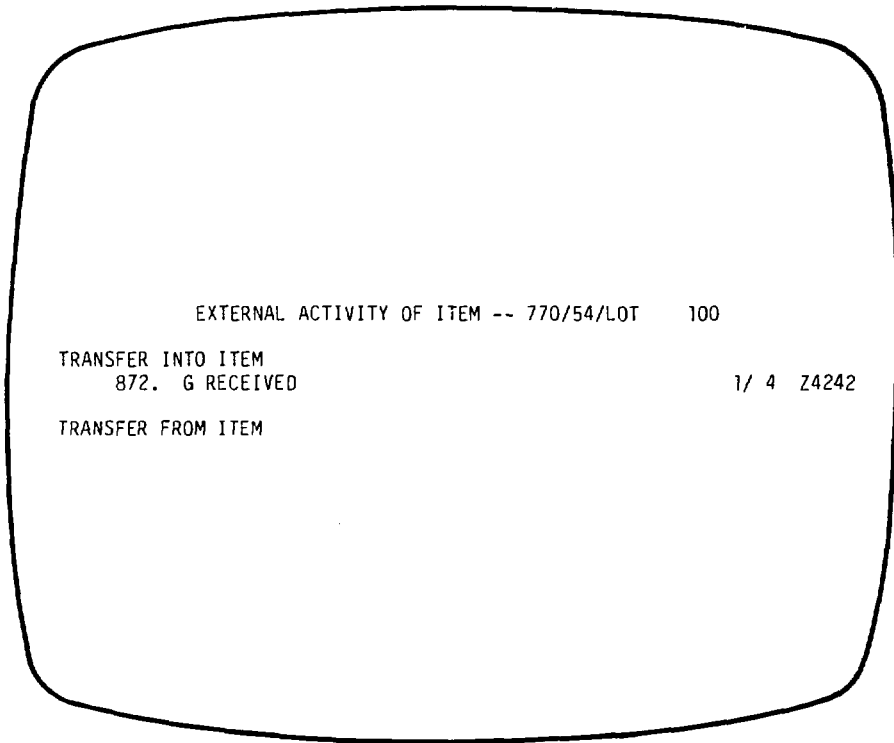 EXTERNAL ACTIVITY OF ITEM -- 770/54/LOT 100
TRANSFER INTO ITEM
872. G RECEIVED 1/ 4 Z4242
TRANSFER FROM ITEM